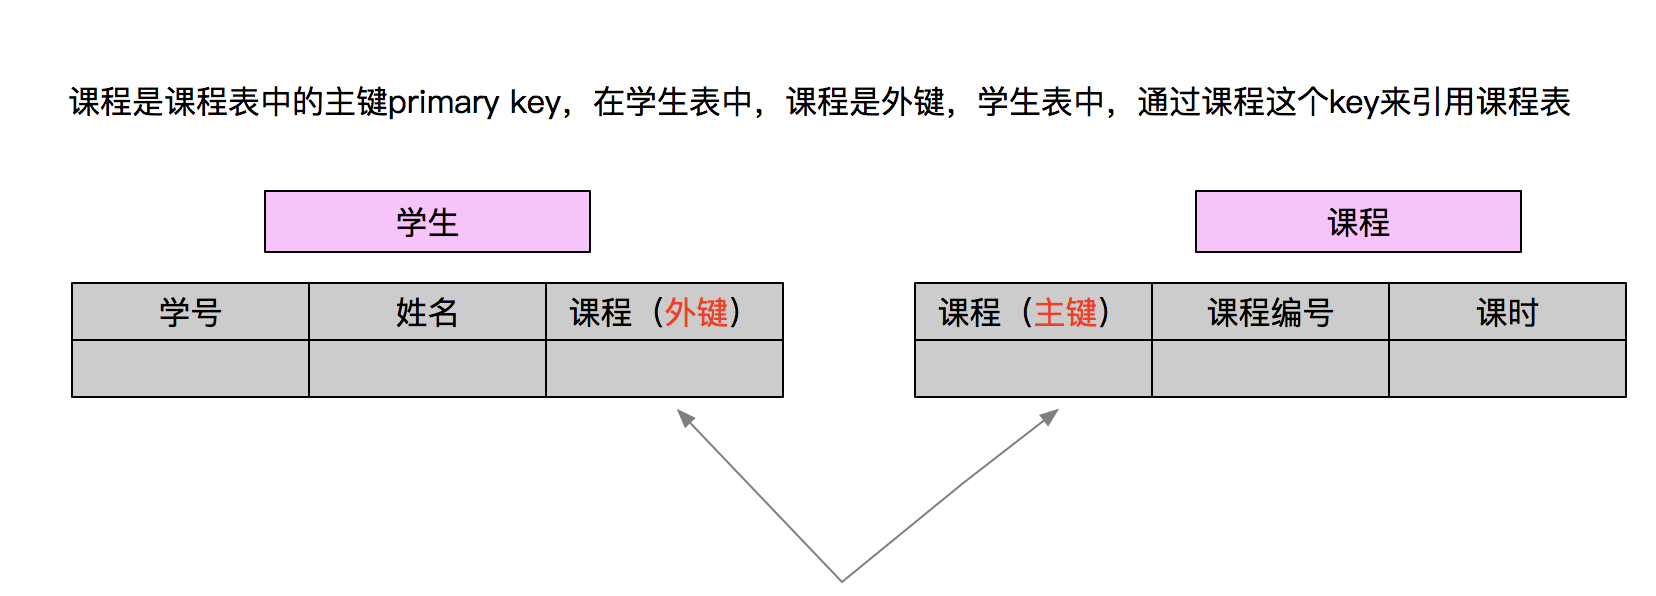 课程是课程表中的主键primary key，在学生表中，课程是外键，学生表中，通过课程这个key来引用课程表
学生
课程
学号 姓名 课程（外键）
课程（主键） 课程编号 课时